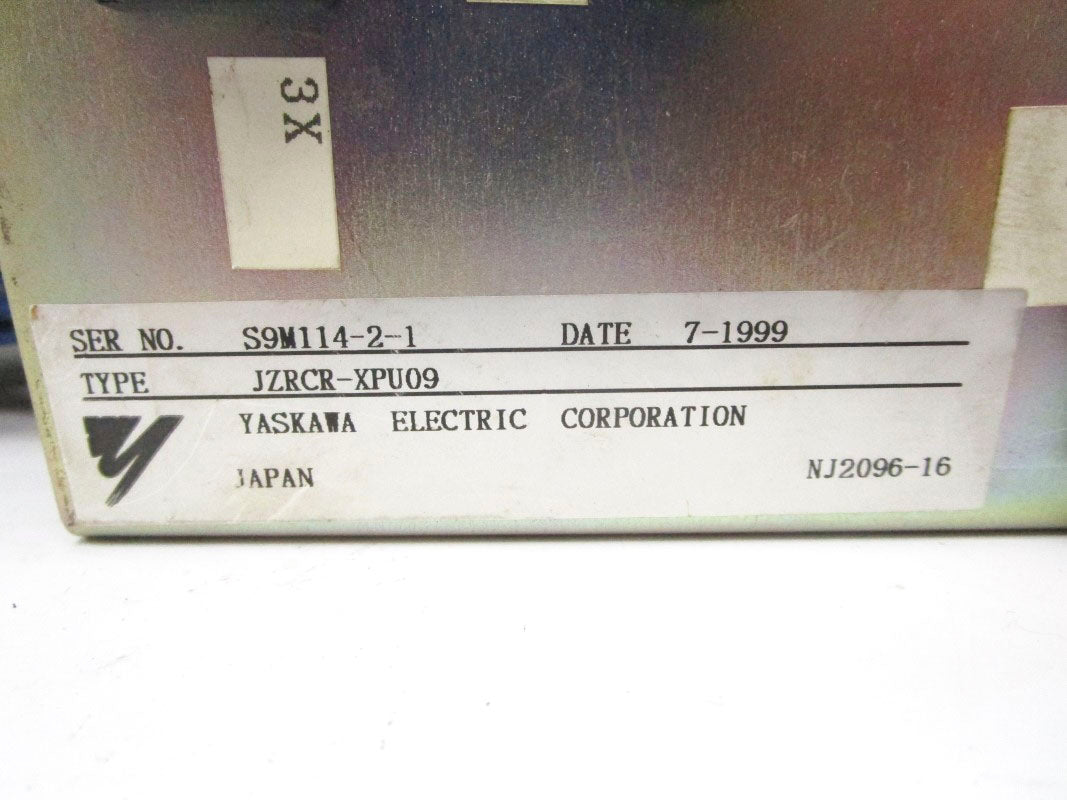 3X
SER NO. S9M114-2-1 DATE 7-1999
TYPE JZRCR-XPU09
YASKAWA ELECTRIC CORPORATION
JAPAN NJ2096-16